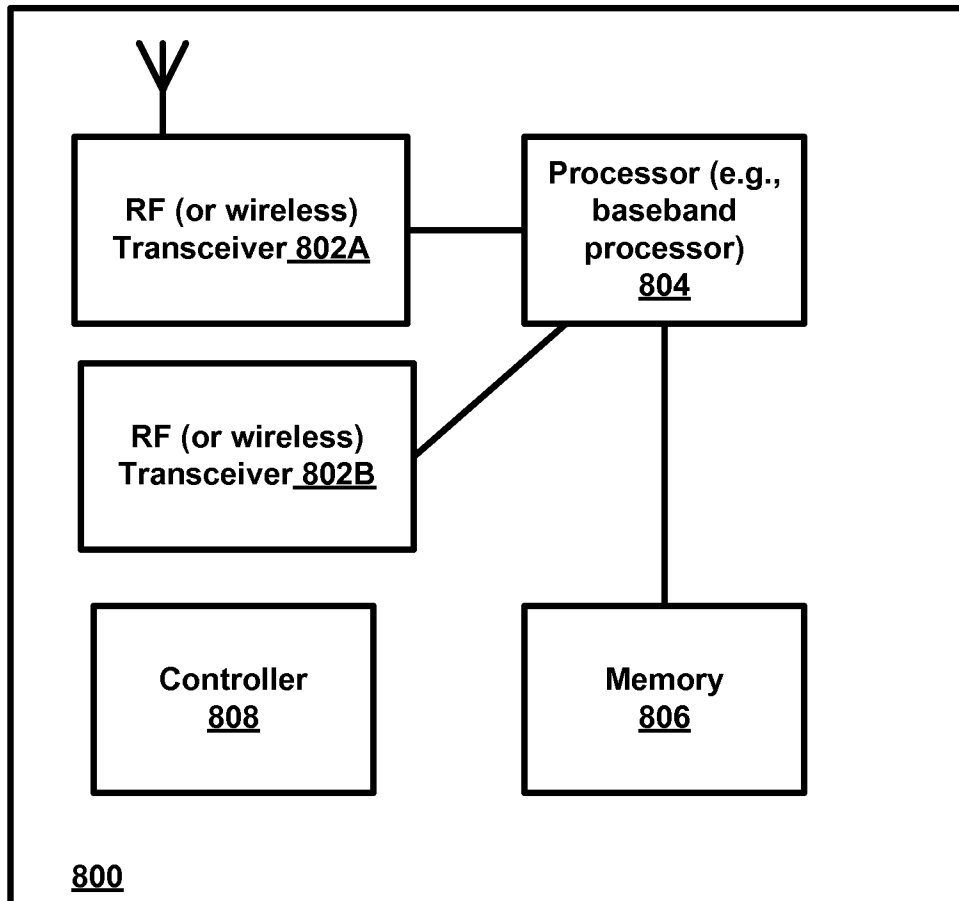 RF (or wireless)
Transceiver 802A
Processor (e.g.,
baseband
processor)
804
RF (or wireless)
Transceiver 802B
Controller
808
Memory
806
800